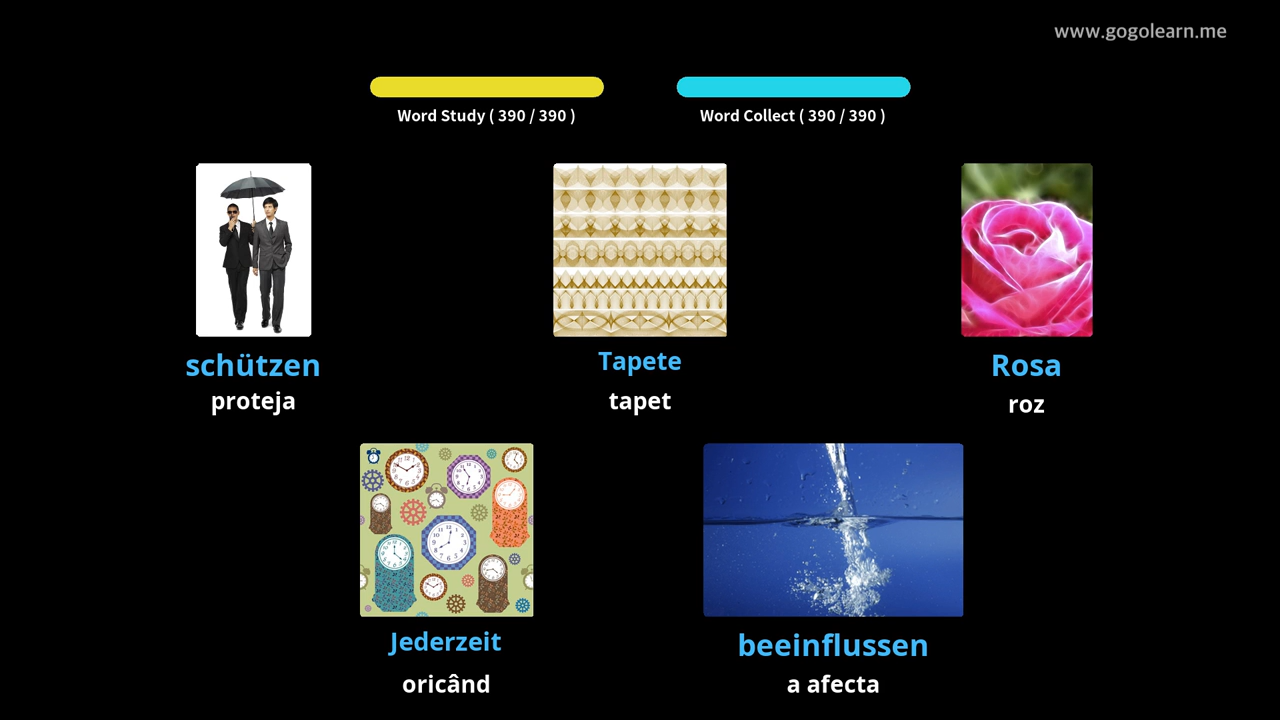 www.gogolearn.me
Word Study ( 390 / 390 )
Word Collect ( 390 / 390 )
schützen
proteja
Tapete
tapet
Rosa
roz
Jederzeit
oricând
beeinflussen
a afecta